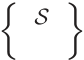 { 𝒮 }